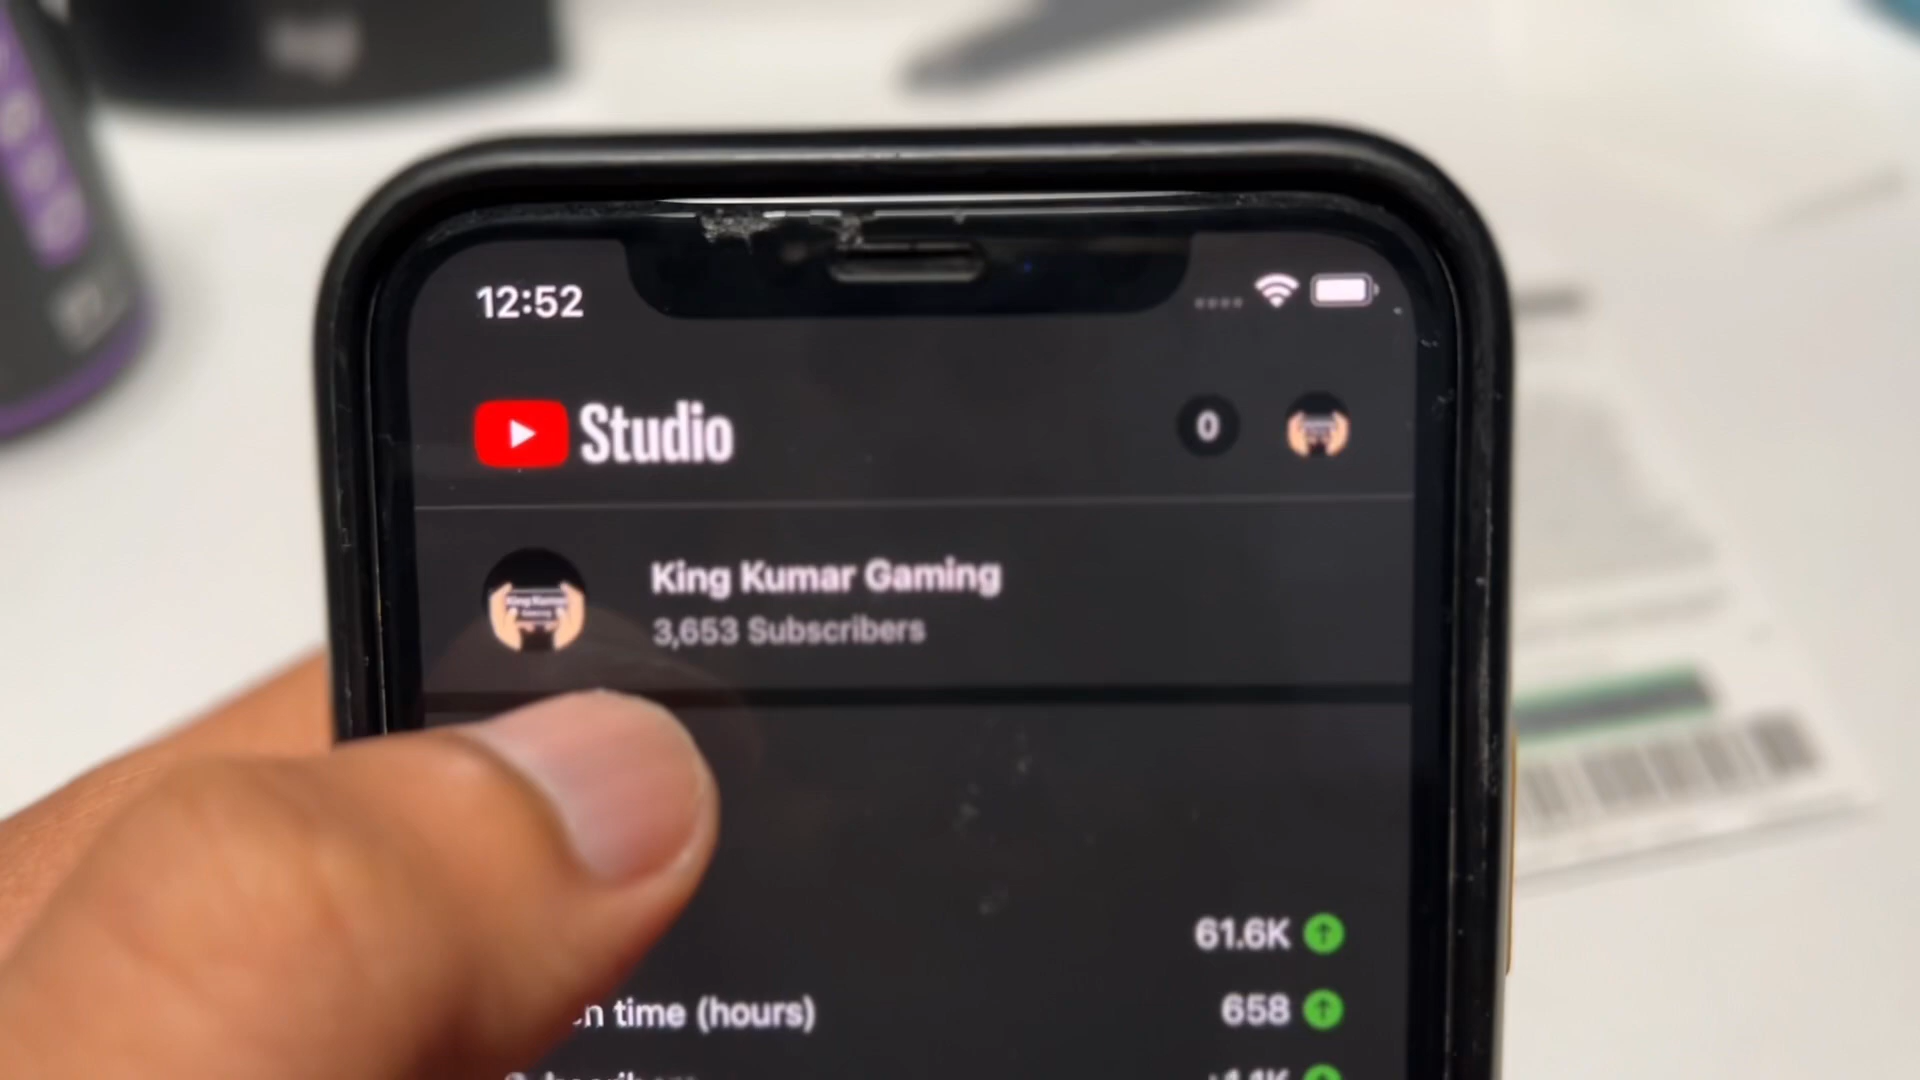 12:52
Studio
0
King Kumar Gaming
3,653 Subscribers
61.6K
time (hours)
658